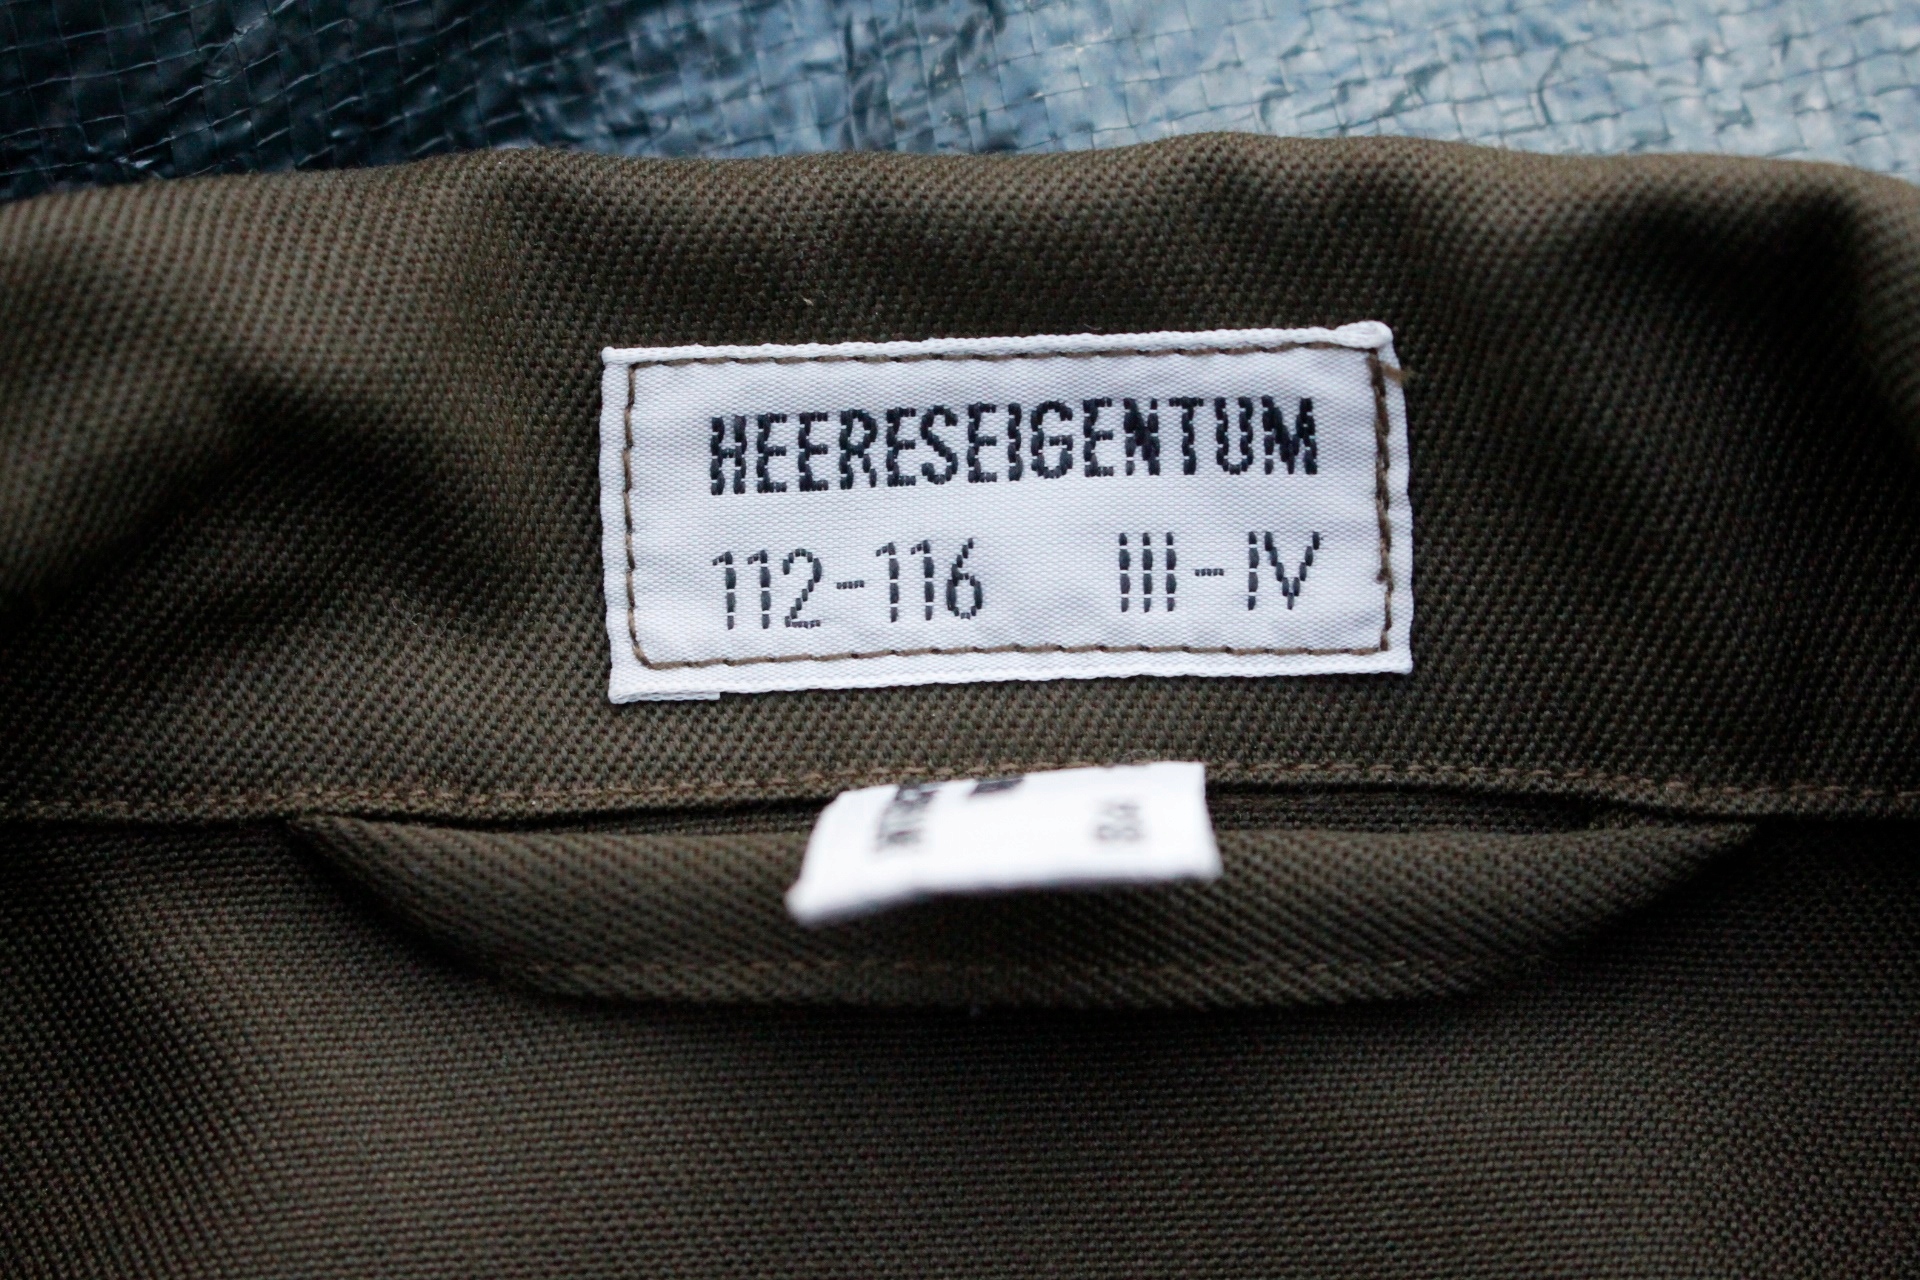 HEERESEIGENTUM
112-116 III-IV